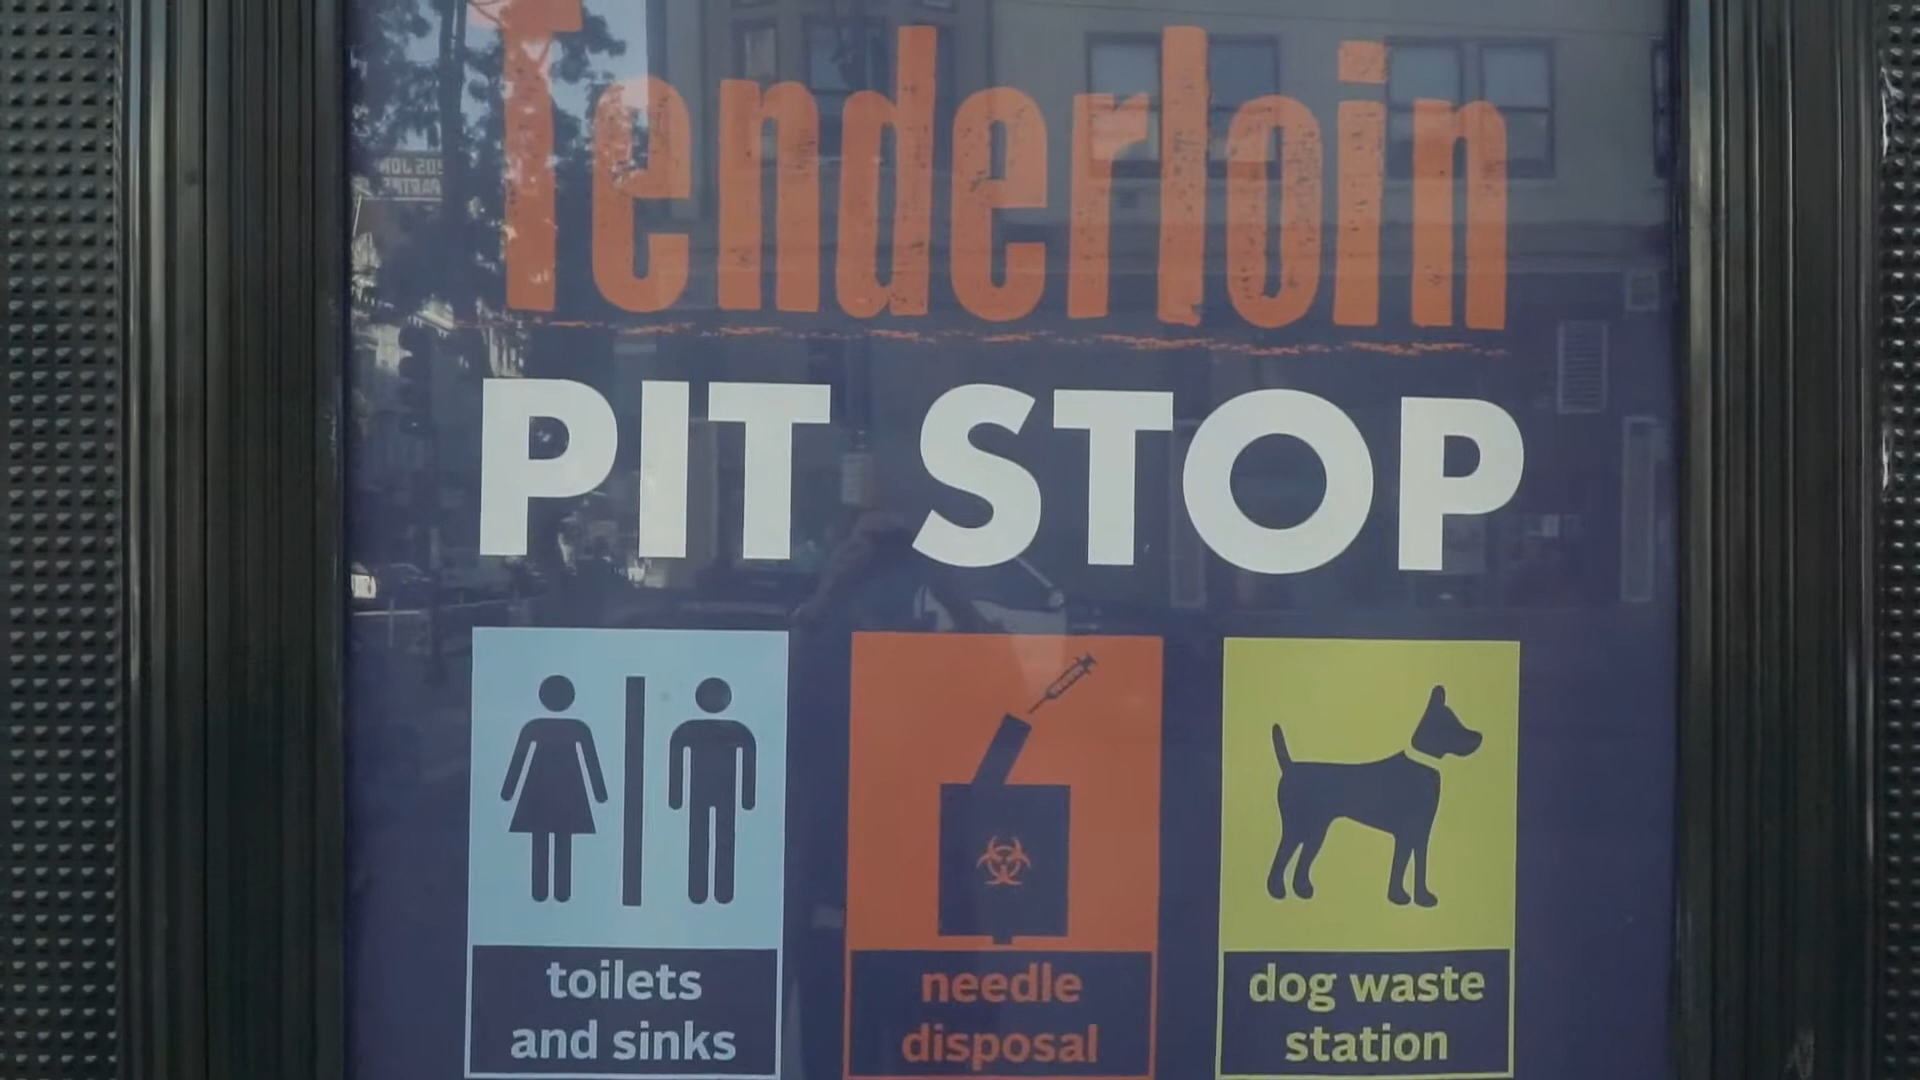 Tenderloin
PIT STOP
toilets
and sinks
needle
disposal
dog waste
station